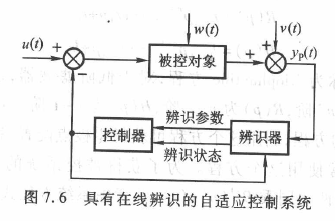 w(t)
v(t)
u(t)
+
被控对象
+
+
y_p(t)
−
辨识参数
控制器
辨识器
辨识状态
图 7.6 具有在线辨识的自适应控制系统